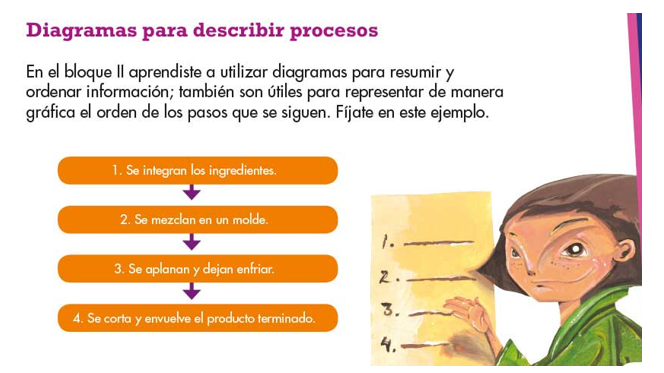 Diagramas para describir procesos
En el bloque II aprendiste a utilizar diagramas para resumir y
ordenar información; también son útiles para representar de manera
gráfica el orden de los pasos que se siguen. Fíjate en este ejemplo.
1. Se integran los ingredientes.
2. Se mezclan en un molde.
3. Se aplanan y dejan enfriar.
4. Se corta y envuelve el producto terminado.
1.
2.
3.
4.